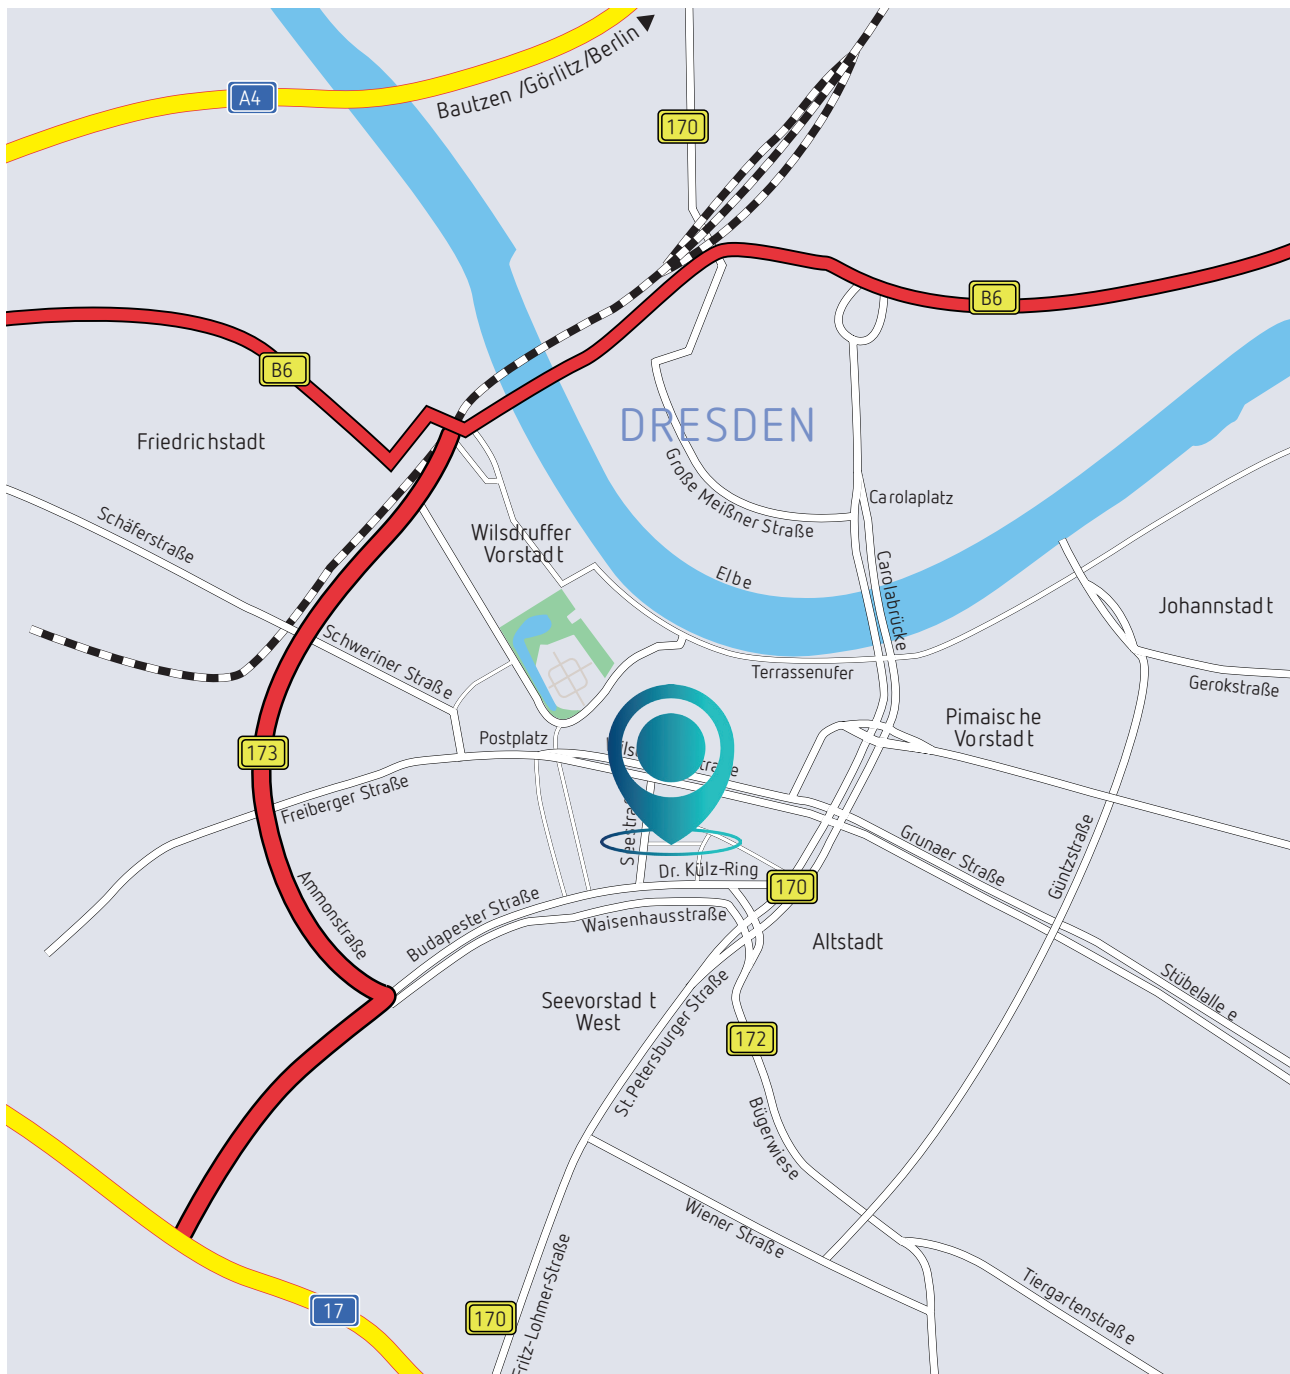 Bautzen /Görlitz/Berlin
A4
170
B6
B6
Friedrichstadt
DRESDEN
Große Meißner Straße
Carolaplatz
Schäferstraße
Wilsdruffer
Vorstadt
Elbe
Carolabrücke
Johannstadt
Schweriner Straße
Terrassenufer
Gerokstraße
Pirnaische
Vorstadt
Postplatz
173
Freiberger Straße
Grunaer Straße
Güntzstraße
Dr. Külz-Ring
170
Ammonstraße
Budapester Straße
Waisenhausstraße
Altstadt
Stübelallee
Seevorstadt
West
St.Petersburger Straße
172
Bügerwiese
Wiener Straße
Tiergartenstraße
17
170
Fritz-Lohmer-Straße